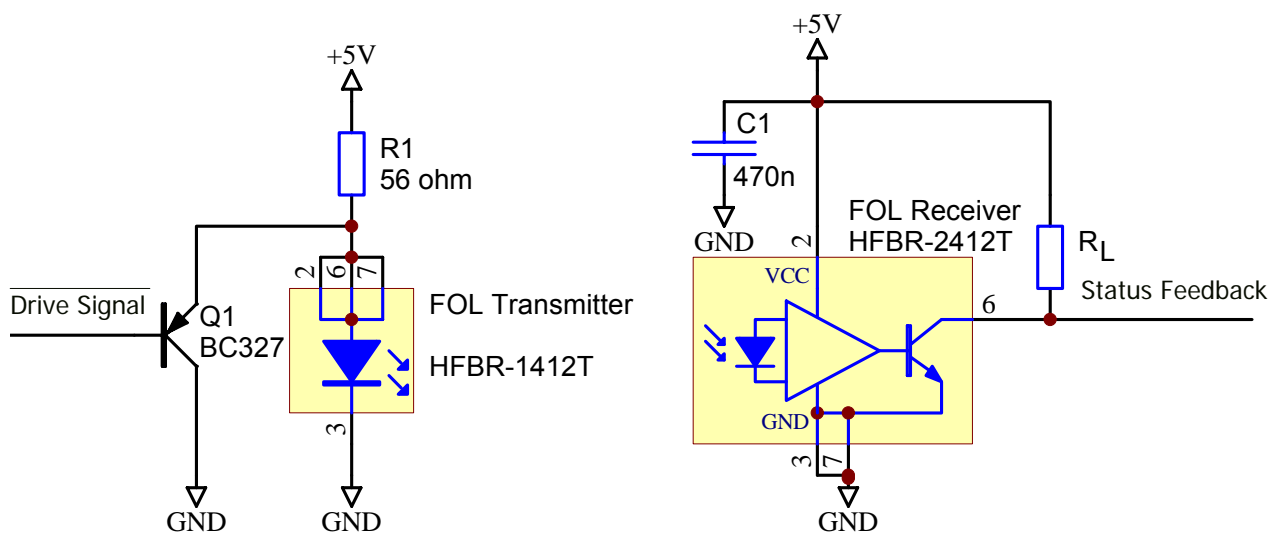 +5V
R1
56 ohm
2
6
7
Drive Signal
Q1
BC327
FOL Transmitter
HFBR-1412T
3
GND
GND
+5V
C1
470n
GND
FOL Receiver
HFBR-2412T
2
VCC
RL
Status Feedback
6
GND
3
7
GND